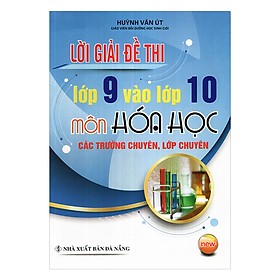 HUỲNH VĂN ÚT
GIÁO VIÊN BỒI DƯỠNG HỌC SINH GIỎI
LỜI GIẢI ĐỀ THI
lớp 9 vào lớp 10
môn HÓA HỌC
CÁC TRƯỜNG CHUYÊN, LỚP CHUYÊN
new
NHÀ XUẤT BẢN ĐÀ NẴNG